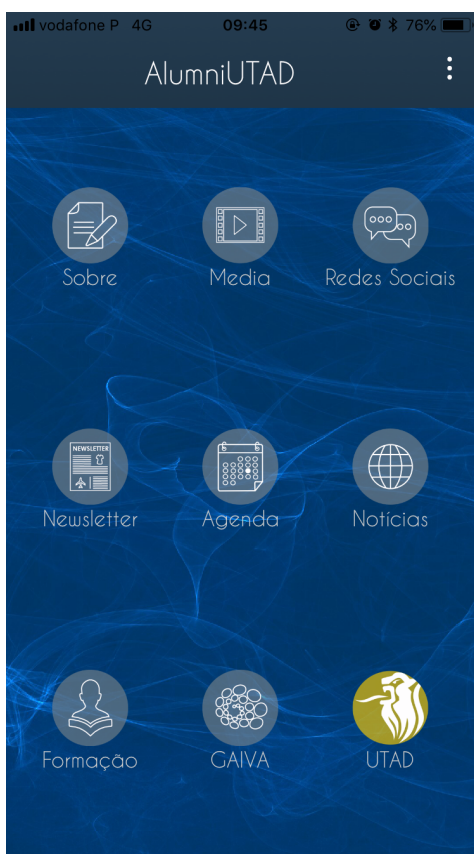 vodafone P 4G 09:45 76%
AlumniUTAD
Sobre Media Redes Sociais
NEWSLETTER
Newsletter Agenda Notícias
Formação GAIVA UTAD